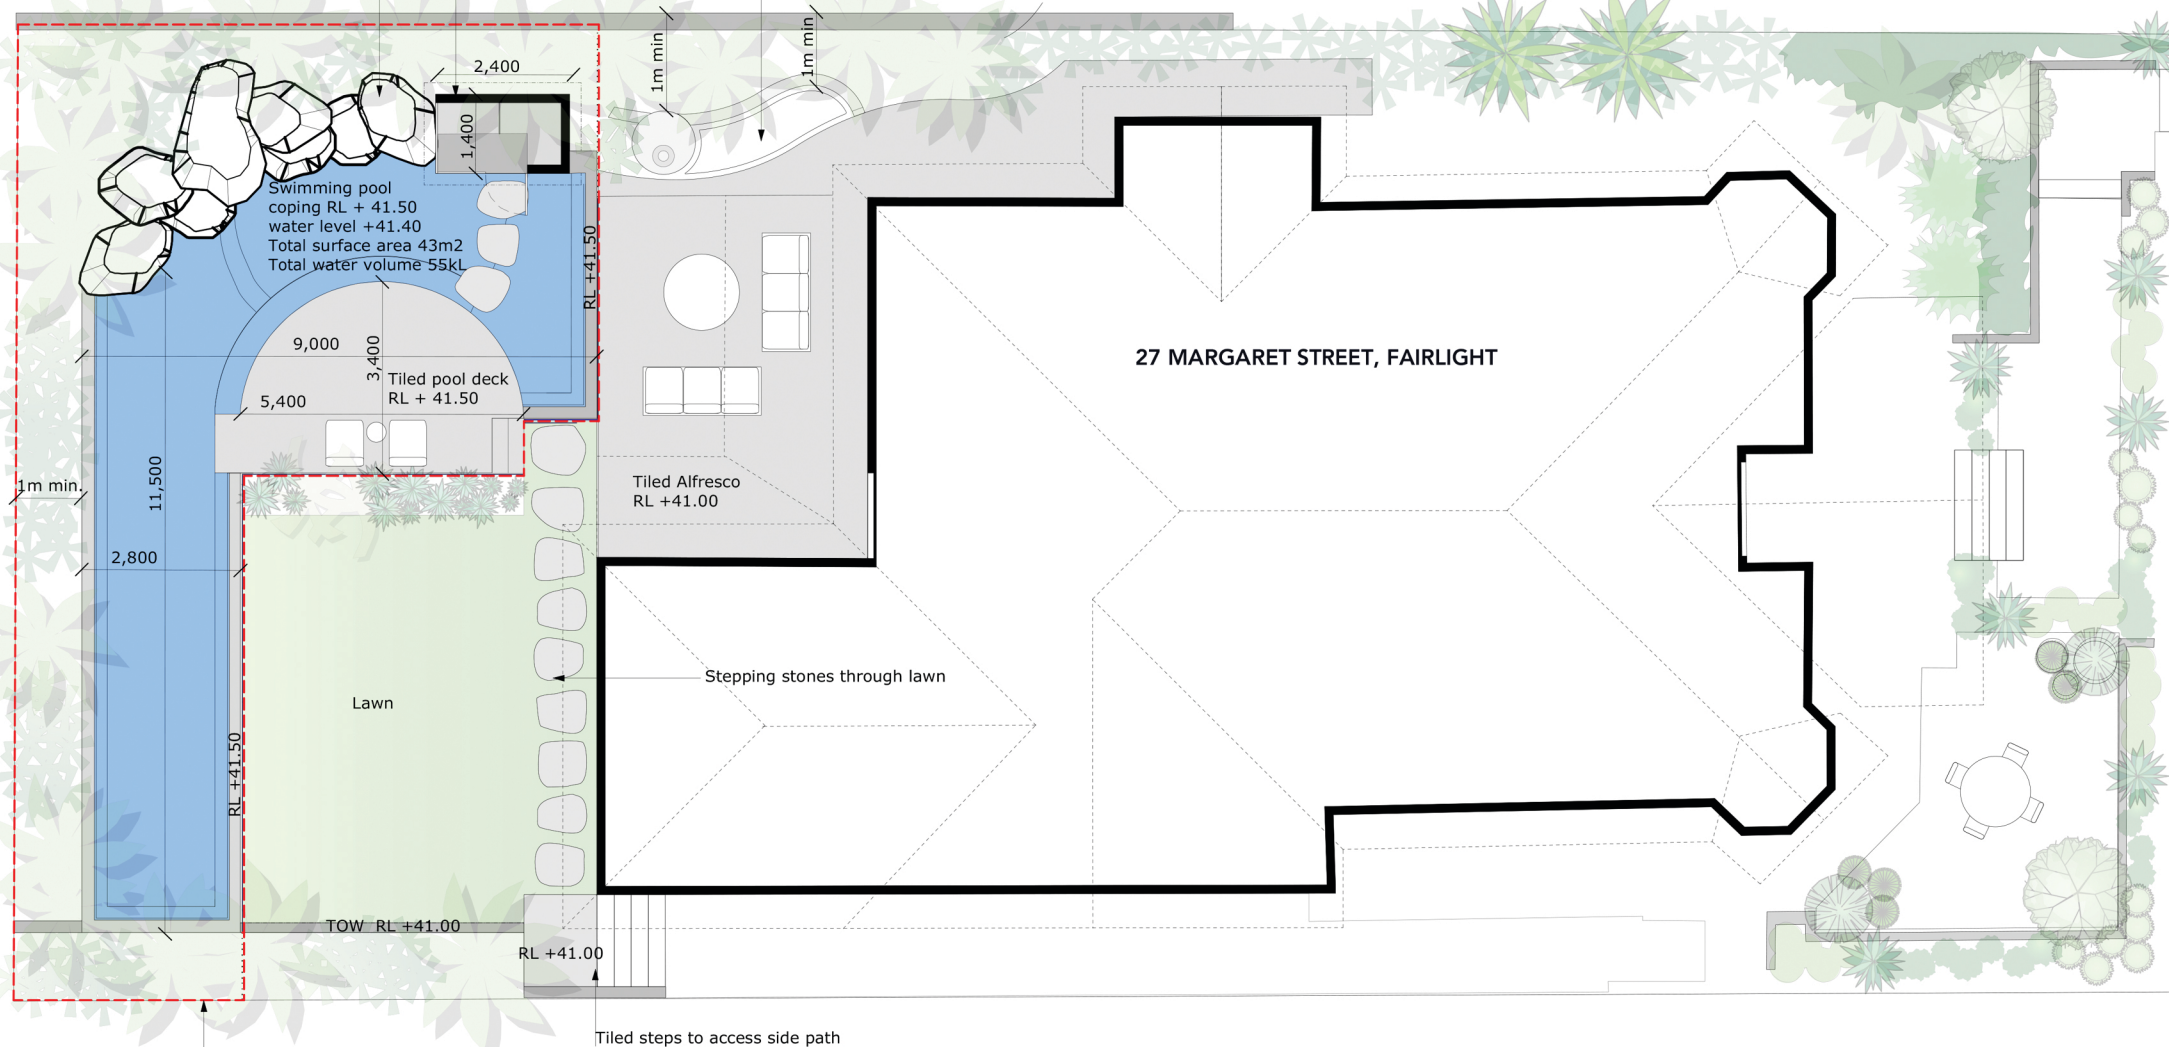 1m min
1m min
2,400
1,400
Swimming pool
coping RL + 41.50
water level +41.40
Total surface area 43m2
Total water volume 55kL
RL +41.50
9,000
3,400
Tiled pool deck
RL + 41.50
5,400
27 MARGARET STREET, FAIRLIGHT
11,500
1m min.
Tiled Alfresco
RL +41.00
2,800
Stepping stones through lawn
Lawn
RL +41.50
TOW RL +41.00
RL +41.00
Tiled steps to access side path